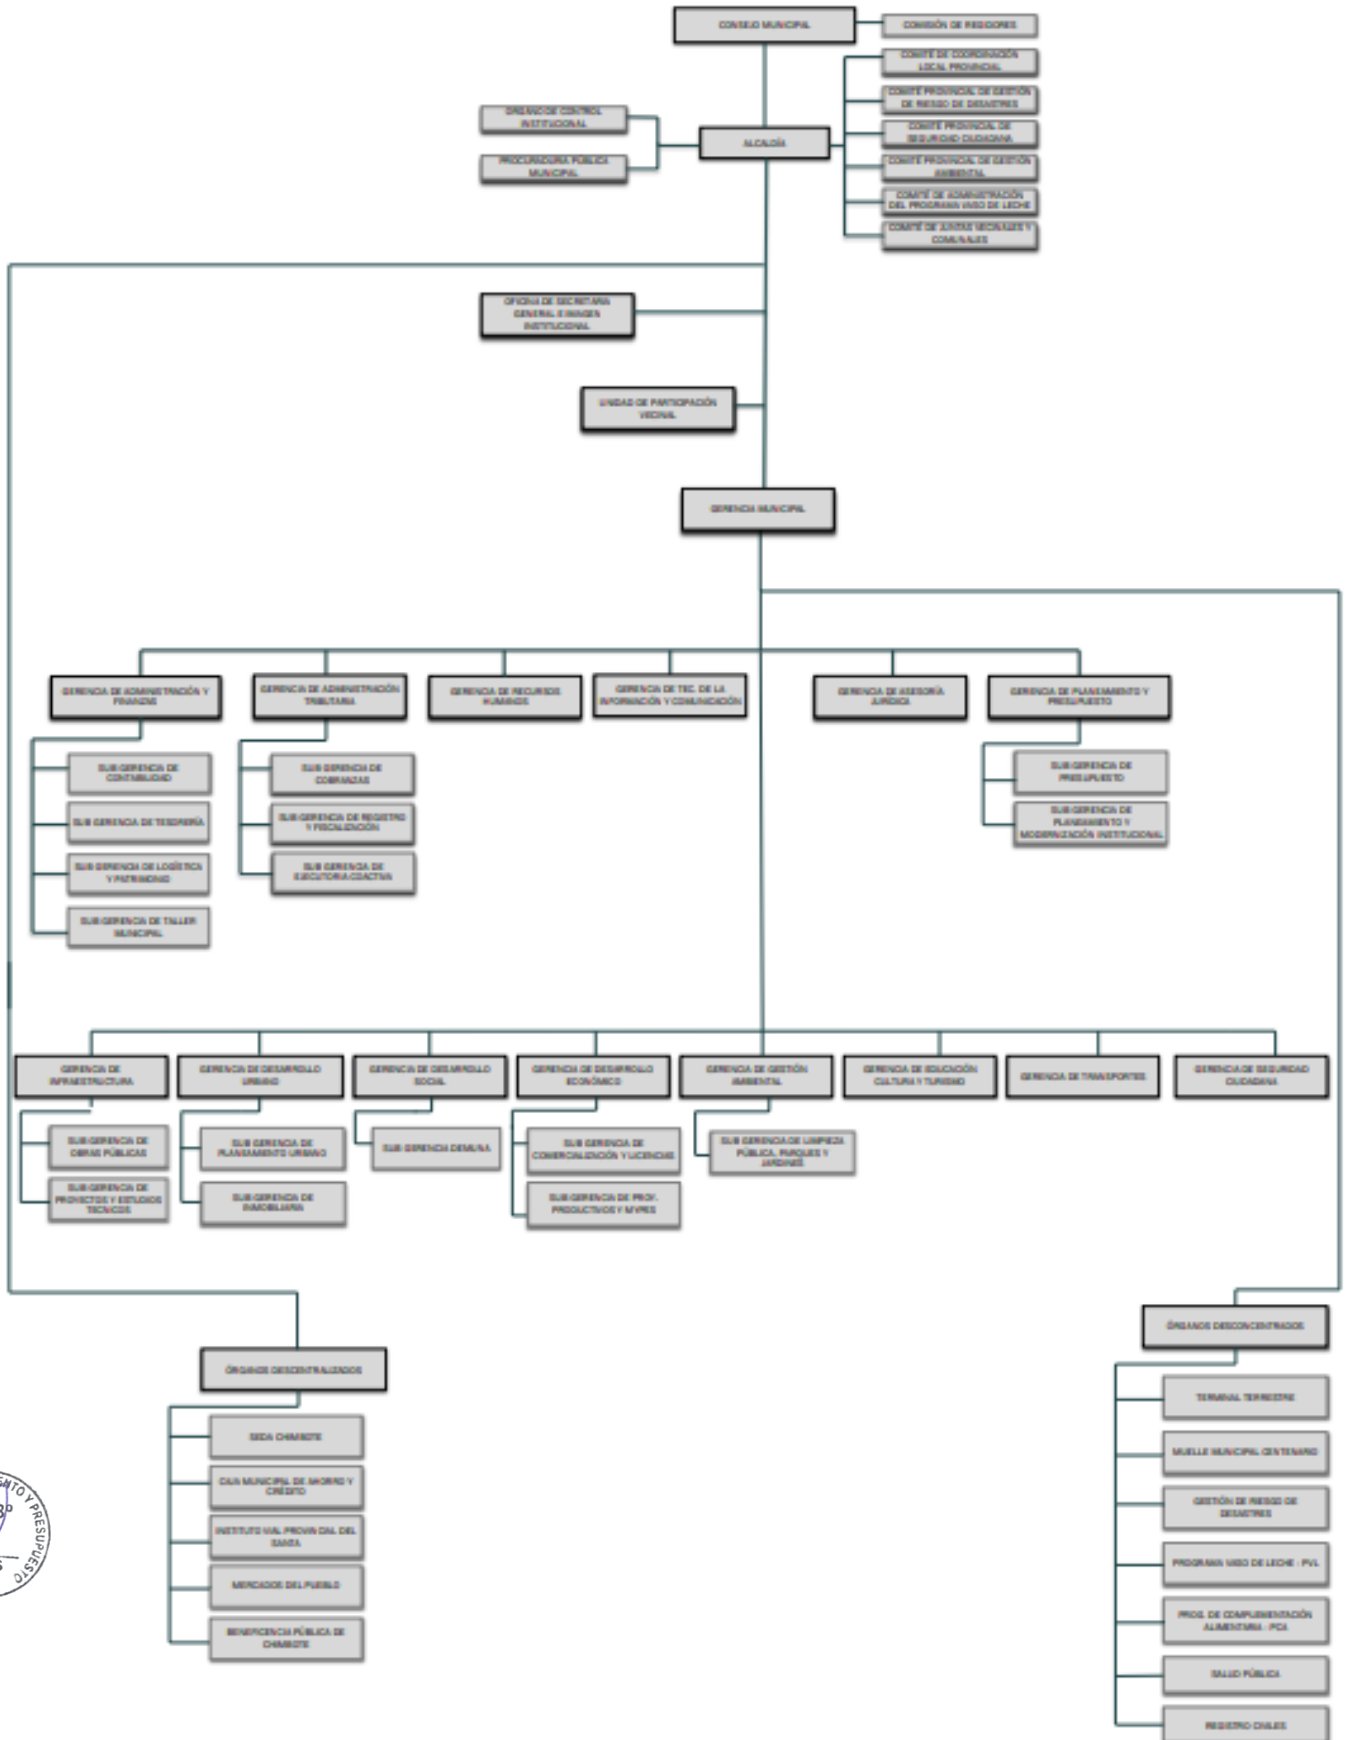 CONSEJO MUNICIPAL
COMISIÓN DE REGIDORES
COMITÉ DE COORDINACIÓN
LOCAL PROVINCIAL
COMITÉ PROVINCIAL DE GESTIÓN
DE RIESGO DE DESASTRES
COMITÉ PROVINCIAL DE
SEGURIDAD CIUDADANA
COMITÉ PROVINCIAL DE GESTIÓN
AMBIENTAL
COMITÉ DE ADMINISTRACIÓN
DEL PROGRAMA VASO DE LECHE
COMITÉ DE JUNTAS VECINALES Y
COMUNALES
ÓRGANO DE CONTROL
INSTITUCIONAL
PROCURADURIA PÚBLICA
MUNICIPAL
ALCALDÍA
OFICINA DE SECRETARIA
GENERAL E IMAGEN
INSTITUCIONAL
UNIDAD DE PARTICIPACIÓN
VECINAL
GERENCIA MUNICIPAL
GERENCIA DE ADMINISTRACIÓN Y
FINANZAS
GERENCIA DE ADMINISTRACIÓN
TRIBUTARIA
GERENCIA DE RECURSOS
HUMANOS
GERENCIA DE TEC. DE LA
INFORMACIÓN Y COMUNICACIÓN
GERENCIA DE ASESORÍA
JURÍDICA
GERENCIA DE PLANEAMIENTO Y
PRESUPUESTO
SUB GERENCIA DE
CONTABILIDAD
SUB GERENCIA DE TESORERÍA
SUB GERENCIA DE LOGÍSTICA
Y PATRIMONIO
SUB GERENCIA DE TALLER
MUNICIPAL
SUB GERENCIA DE
COBRANZAS
SUB GERENCIA DE REGISTRO
Y FISCALIZACIÓN
SUB GERENCIA DE
EJECUTORIA COACTIVA
SUB GERENCIA DE
PRESUPUESTO
SUB GERENCIA DE
PLANEAMIENTO Y
MODERNIZACIÓN INSTITUCIONAL
GERENCIA DE
INFRAESTRUCTURA
GERENCIA DE DESARROLLO
URBANO
GERENCIA DE DESARROLLO
SOCIAL
GERENCIA DE DESARROLLO
ECONÓMICO
GERENCIA DE GESTIÓN
AMBIENTAL
GERENCIA DE EDUCACIÓN
CULTURA Y TURISMO
GERENCIA DE TRANSPORTES
GERENCIA DE SEGURIDAD
CIUDADANA
SUB GERENCIA DE
OBRAS PÚBLICAS
SUB GERENCIA DE
PROYECTOS Y ESTUDIOS
TECNICOS
SUB GERENCIA DE
PLANEAMIENTO URBANO
SUB GERENCIA DE
INMOBILIARIA
SUB GERENCIA DEMUNA
SUB GERENCIA DE
COMERCIALIZACIÓN Y LICENCIAS
SUB GERENCIA DE PROY.
PRODUCTIVOS Y MYPES
SUB GERENCIA DE LIMPIEZA
PÚBLICA, PARQUES Y
JARDINES
ÓRGANOS DESCENTRALIZADOS
SEDA CHIMBOTE
CAJA MUNICIPAL DE AHORRO Y
CRÉDITO
INSTITUTO VIAL PROVINCIAL DEL
SANTA
MERCADOS DEL PUEBLO
BENEFICENCIA PÚBLICA DE
CHIMBOTE
ÓRGANOS DESCONCENTRADOS
TERMINAL TERRESTRE
MUELLE MUNICIPAL CENTENARIO
GESTIÓN DE RIESGO DE
DESASTRES
PROGRAMA VASO DE LECHE - PVL
PROG. DE COMPLEMENTACIÓN
ALIMENTARIA - PCA
SALUD PÚBLICA
REGISTRO CIVILES
Y PRESUPUESTO